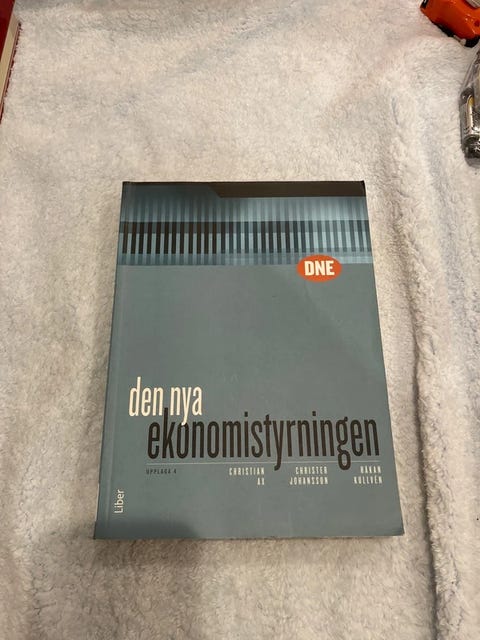 DNE
den nya
ekonomistyrningen
UPPLAGA 4
CHRISTIAN AX
CHRISTER JOHANSSON
HÅKAN KULLVÉN
Liber